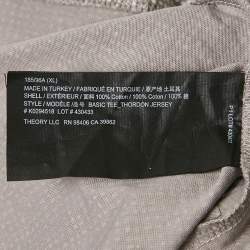 185/96A (XL)
MADE IN TURKEY / FABRIQUÉ EN TURQUIE / 原产地 土耳其
SHELL / EXTÉRIEUR / 面料 100% Cotton / 100% Coton / 100% 棉
STYLE / MODÈLE /款号 BASIC TEE_THORDON JERSEY
# K0294518 LOT #430433
THEORY LLC RN 98406 CA 39862